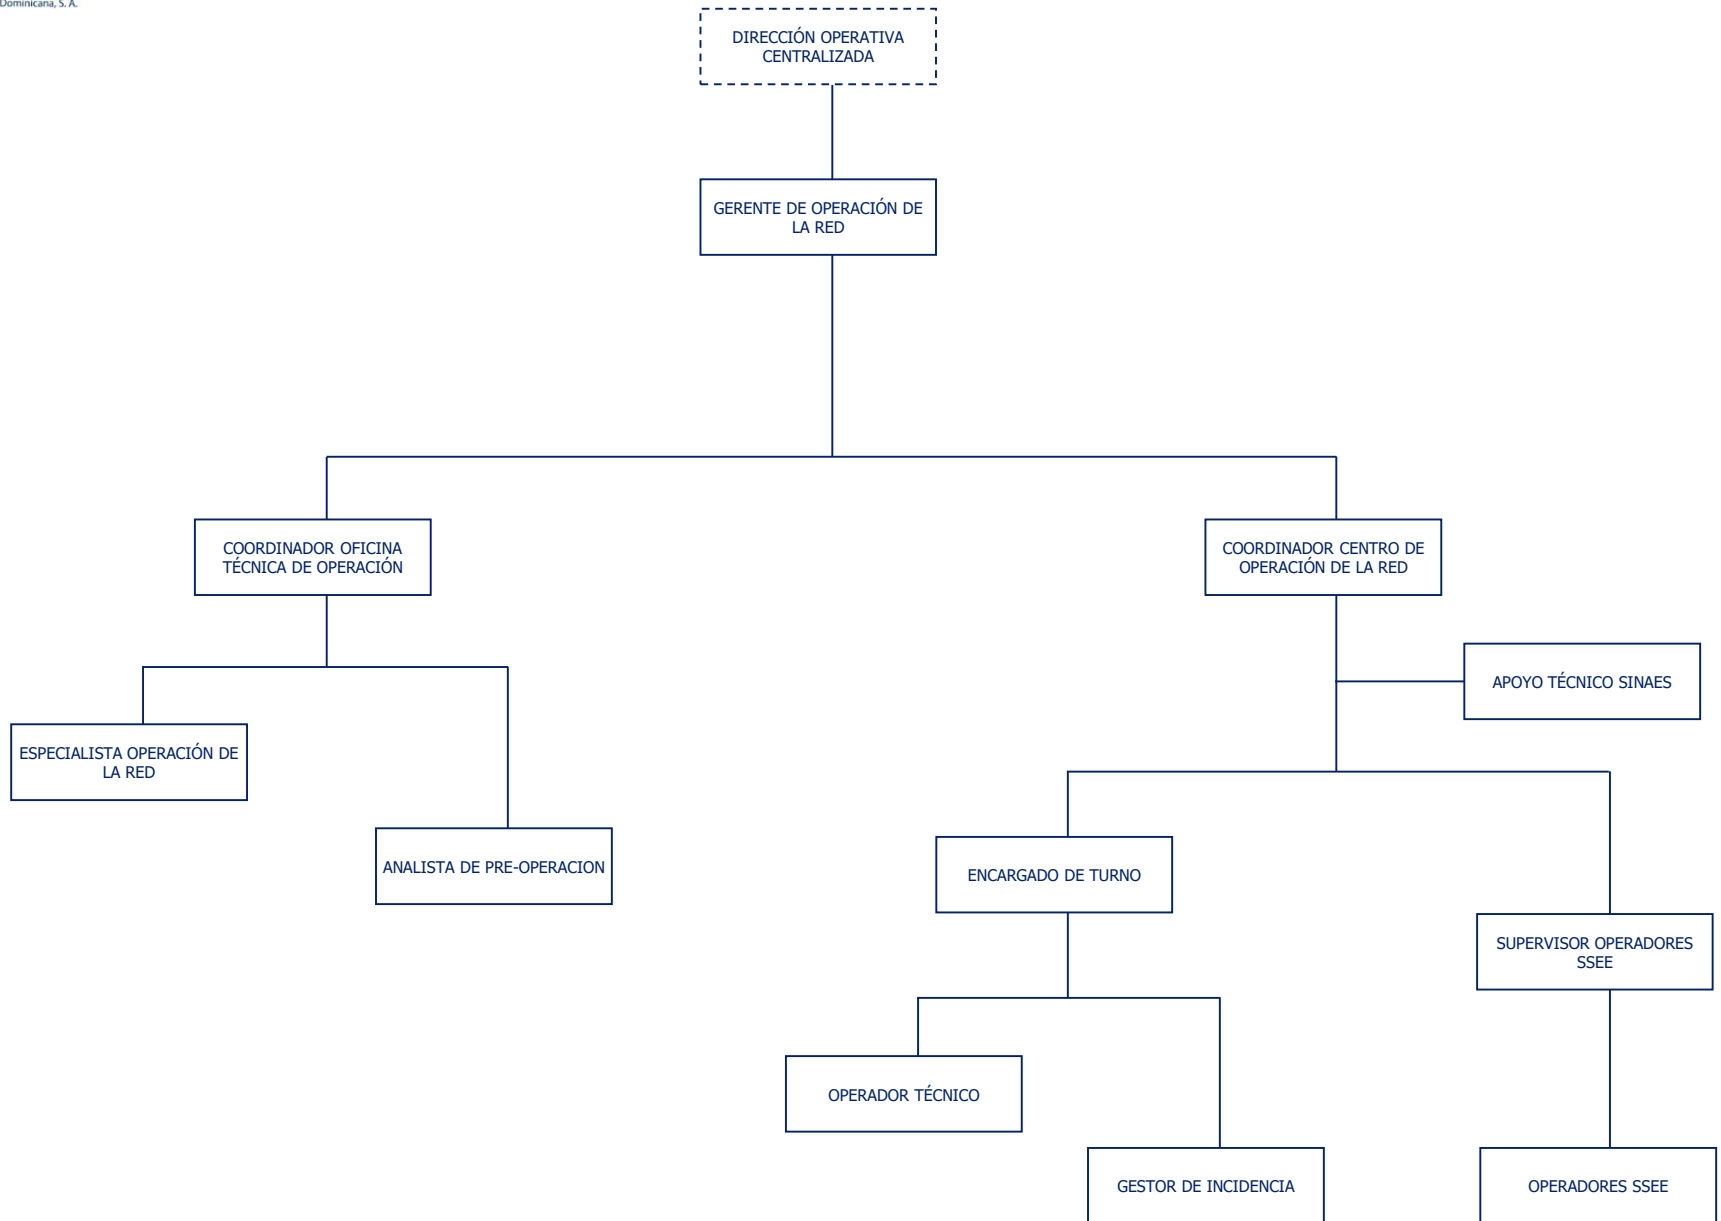 Dominicana, S. A.
DIRECCIÓN OPERATIVA
CENTRALIZADA
GERENTE DE OPERACIÓN DE
LA RED
COORDINADOR OFICINA
TÉCNICA DE OPERACIÓN
COORDINADOR CENTRO DE
OPERACIÓN DE LA RED
APOYO TÉCNICO SINAES
ESPECIALISTA OPERACIÓN DE
LA RED
ANALISTA DE PRE-OPERACION
ENCARGADO DE TURNO
SUPERVISOR OPERADORES
SSEE
OPERADOR TÉCNICO
GESTOR DE INCIDENCIA
OPERADORES SSEE